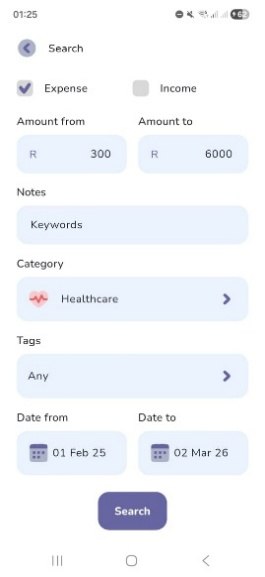 01:25
62
Search
Expense Income
Amount from Amount to
R 300 R 6000
Notes
Keywords
Category
Healthcare
Tags
Any
Date from Date to
01 Feb 25 02 Mar 26
Search